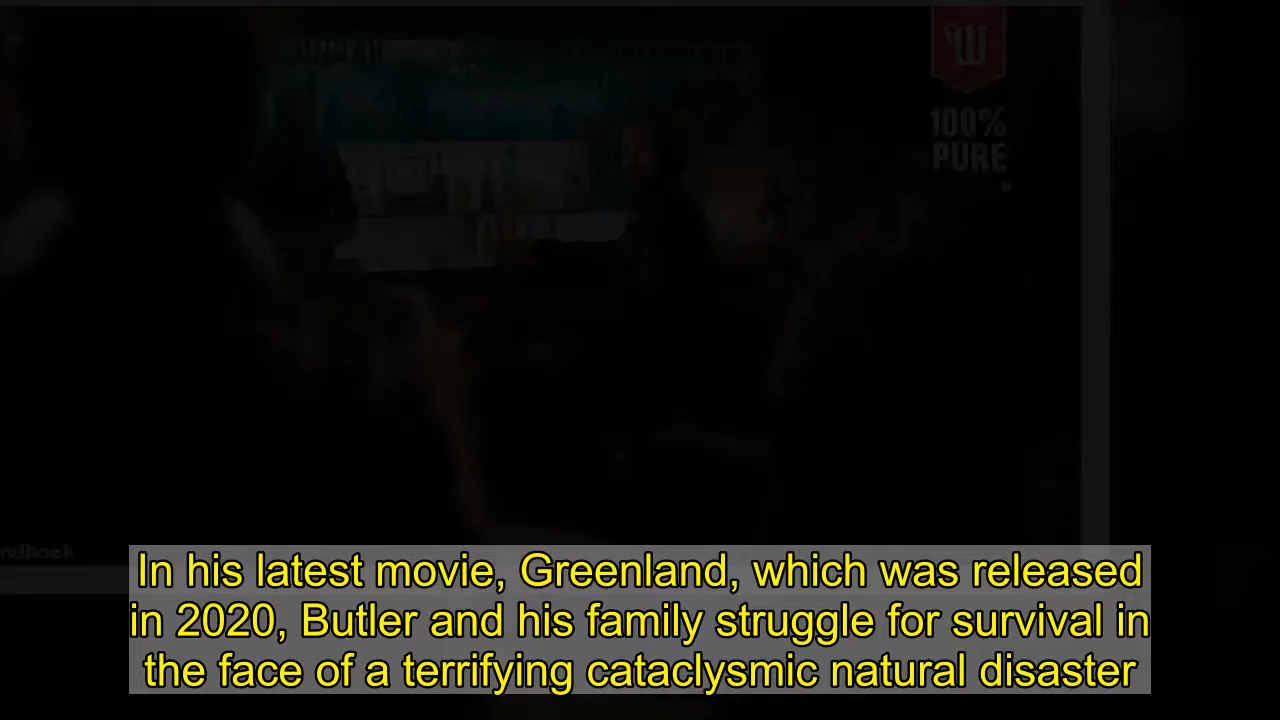 W
100%
PURE
ndhoek
In his latest movie, Greenland, which was released
in 2020, Butler and his family struggle for survival in
the face of a terrifying cataclysmic natural disaster